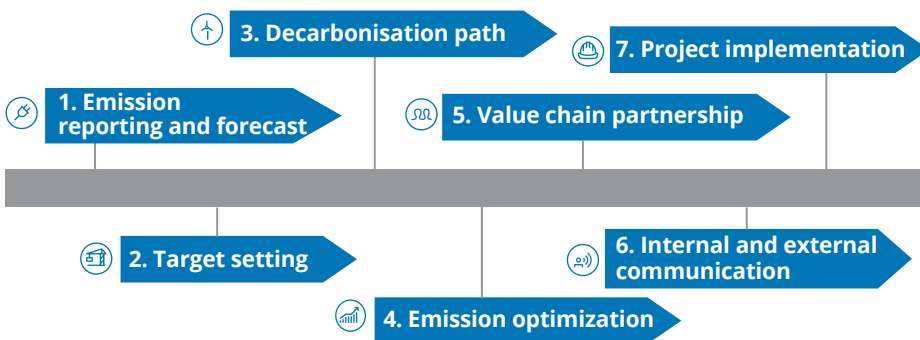 1. Emission
reporting and forecast
2. Target setting
3. Decarbonisation path
4. Emission optimization
5. Value chain partnership
6. Internal and external
communication
7. Project implementation